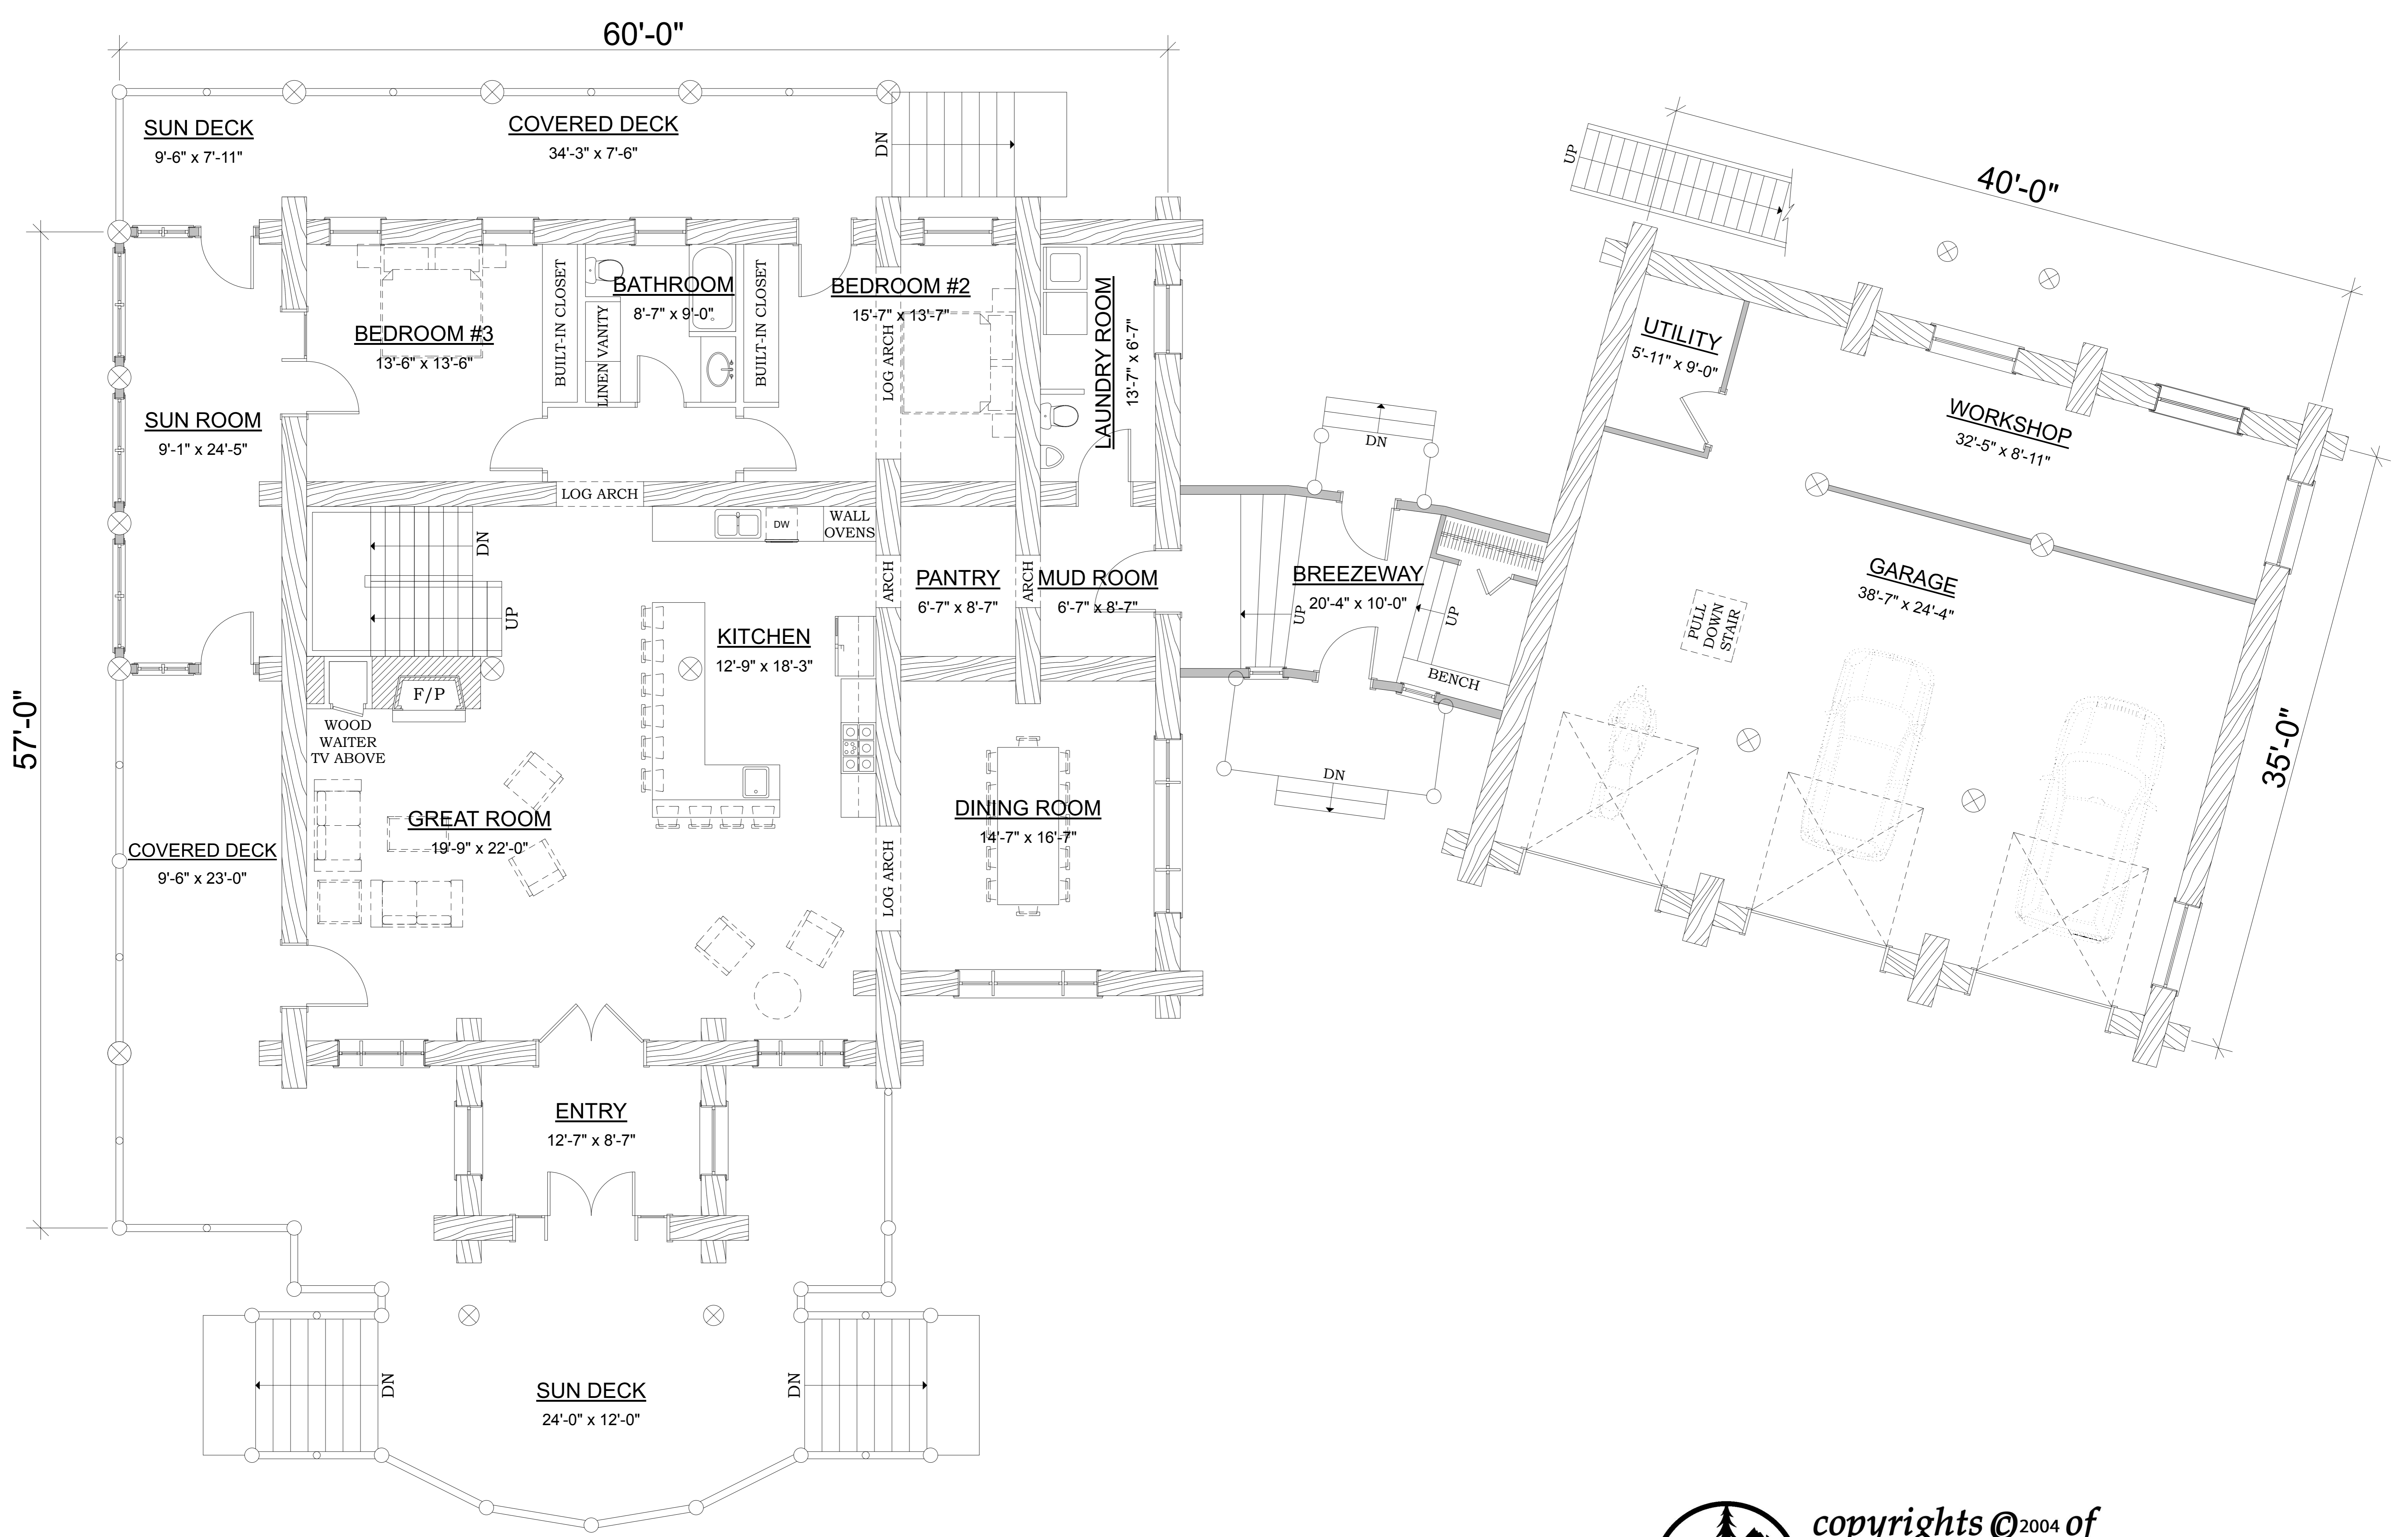 60'-0"
SUN DECK
9'-6" x 7'-11"
COVERED DECK
34'-3" x 7'-6"
DN
UP
40'-0"
BUILT-IN CLOSET
BATHROOM
8'-7" x 9'-0"
LINEN VANITY
BUILT-IN CLOSET
BEDROOM #2
15'-7" x 13'-7"
LOG ARCH
BEDROOM #3
13'-6" x 13'-6"
LAUNDRY ROOM
13'-7" x 6'-7"
UTILITY
5'-11" x 9'-0"
WORKSHOP
32'-5" x 8'-11"
SUN ROOM
9'-1" x 24'-5"
LOG ARCH
DN
DW
WALL
OVENS
DN
UP
ARCH
PANTRY
6'-7" x 8'-7"
ARCH
MUD ROOM
6'-7" x 8'-7"
BREEZEWAY
20'-4" x 10'-0"
UP
UP
BENCH
GARAGE
38'-7" x 24'-4"
PULL
DOWN
STAIR
KITCHEN
12'-9" x 18'-3"
F/P
WOOD
WAITER
TV ABOVE
57'-0"
35'-0"
DN
GREAT ROOM
19'-9" x 22'-0"
DINING ROOM
14'-7" x 16'-7"
LOG ARCH
COVERED DECK
9'-6" x 23'-0"
ENTRY
12'-7" x 8'-7"
DN
DN
SUN DECK
24'-0" x 12'-0"
copyrights © 2004 of